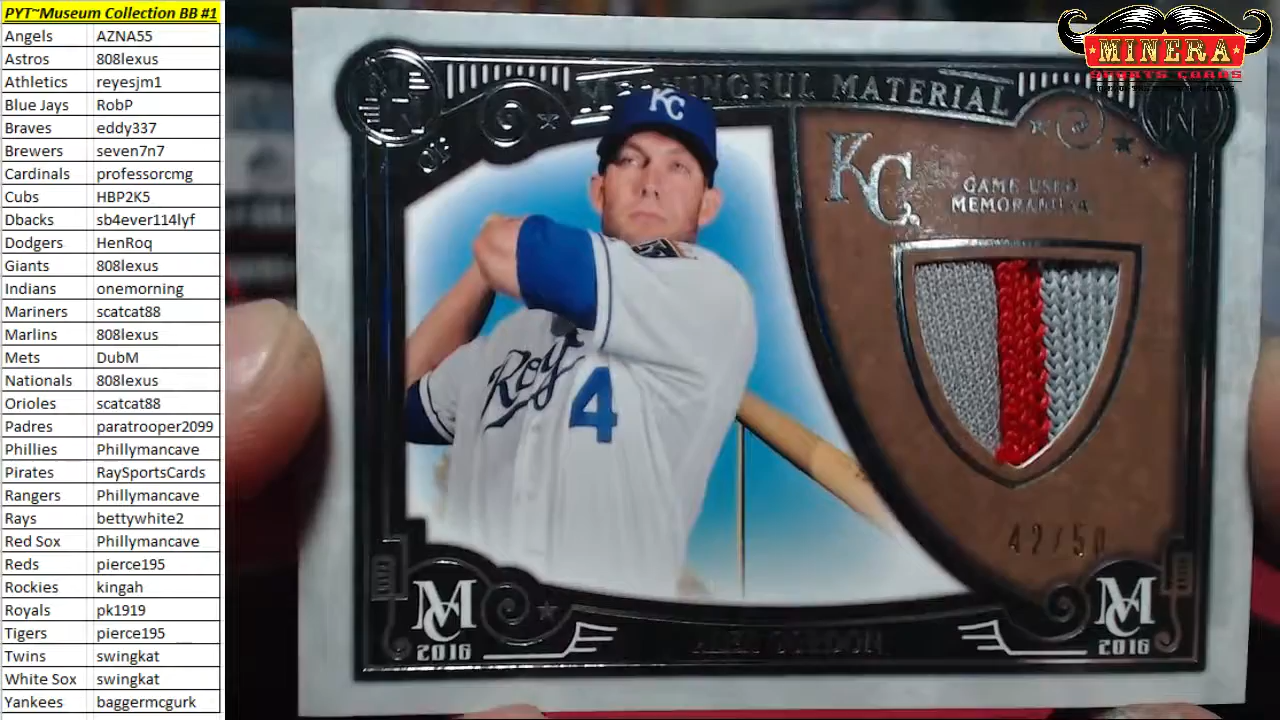 PYT~Museum Collection BB #1
Angels AZNA55
Astros 808lexus
Athletics reyesjm1
Blue Jays RobP
Braves eddy337
Brewers seven7n7
Cardinals professorcmg
Cubs HBP2K5
Dbacks sb4ever114lyf
Dodgers HenRoq
Giants 808lexus
Indians onemorning
Mariners scatcat88
Marlins 808lexus
Mets DubM
Nationals 808lexus
Orioles scatcat88
Padres paratrooper2099
Phillies Phillymancave
Pirates RaySportsCards
Rangers Phillymancave
Rays bettywhite2
Red Sox Phillymancave
Reds pierce195
Rockies kingah
Royals pk1919
Tigers pierce195
Twins swingkat
White Sox swingkat
Yankees baggermcgurk
MINERA
SPORTS CARDS
MATERIAL
KC
KC
GAME USED
MEMORABILIA
Roy
4
42/50
MC
2016
MC
2016